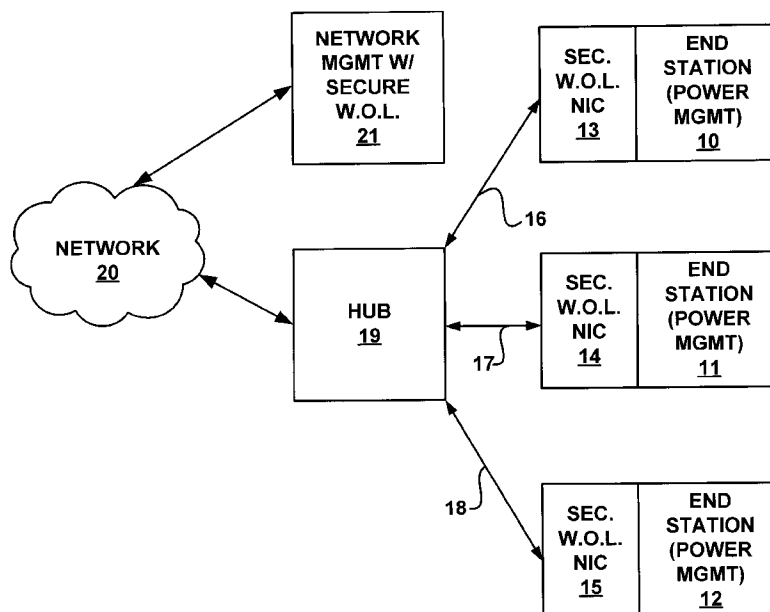 NETWORK
MGMT W/
SECURE
W.O.L.
21
SEC.
W.O.L.
NIC
13
END
STATION
(POWER
MGMT)
10
16
NETWORK
20
HUB
19
SEC.
W.O.L.
NIC
14
END
STATION
(POWER
MGMT)
11
17
18
SEC.
W.O.L.
NIC
15
END
STATION
(POWER
MGMT)
12